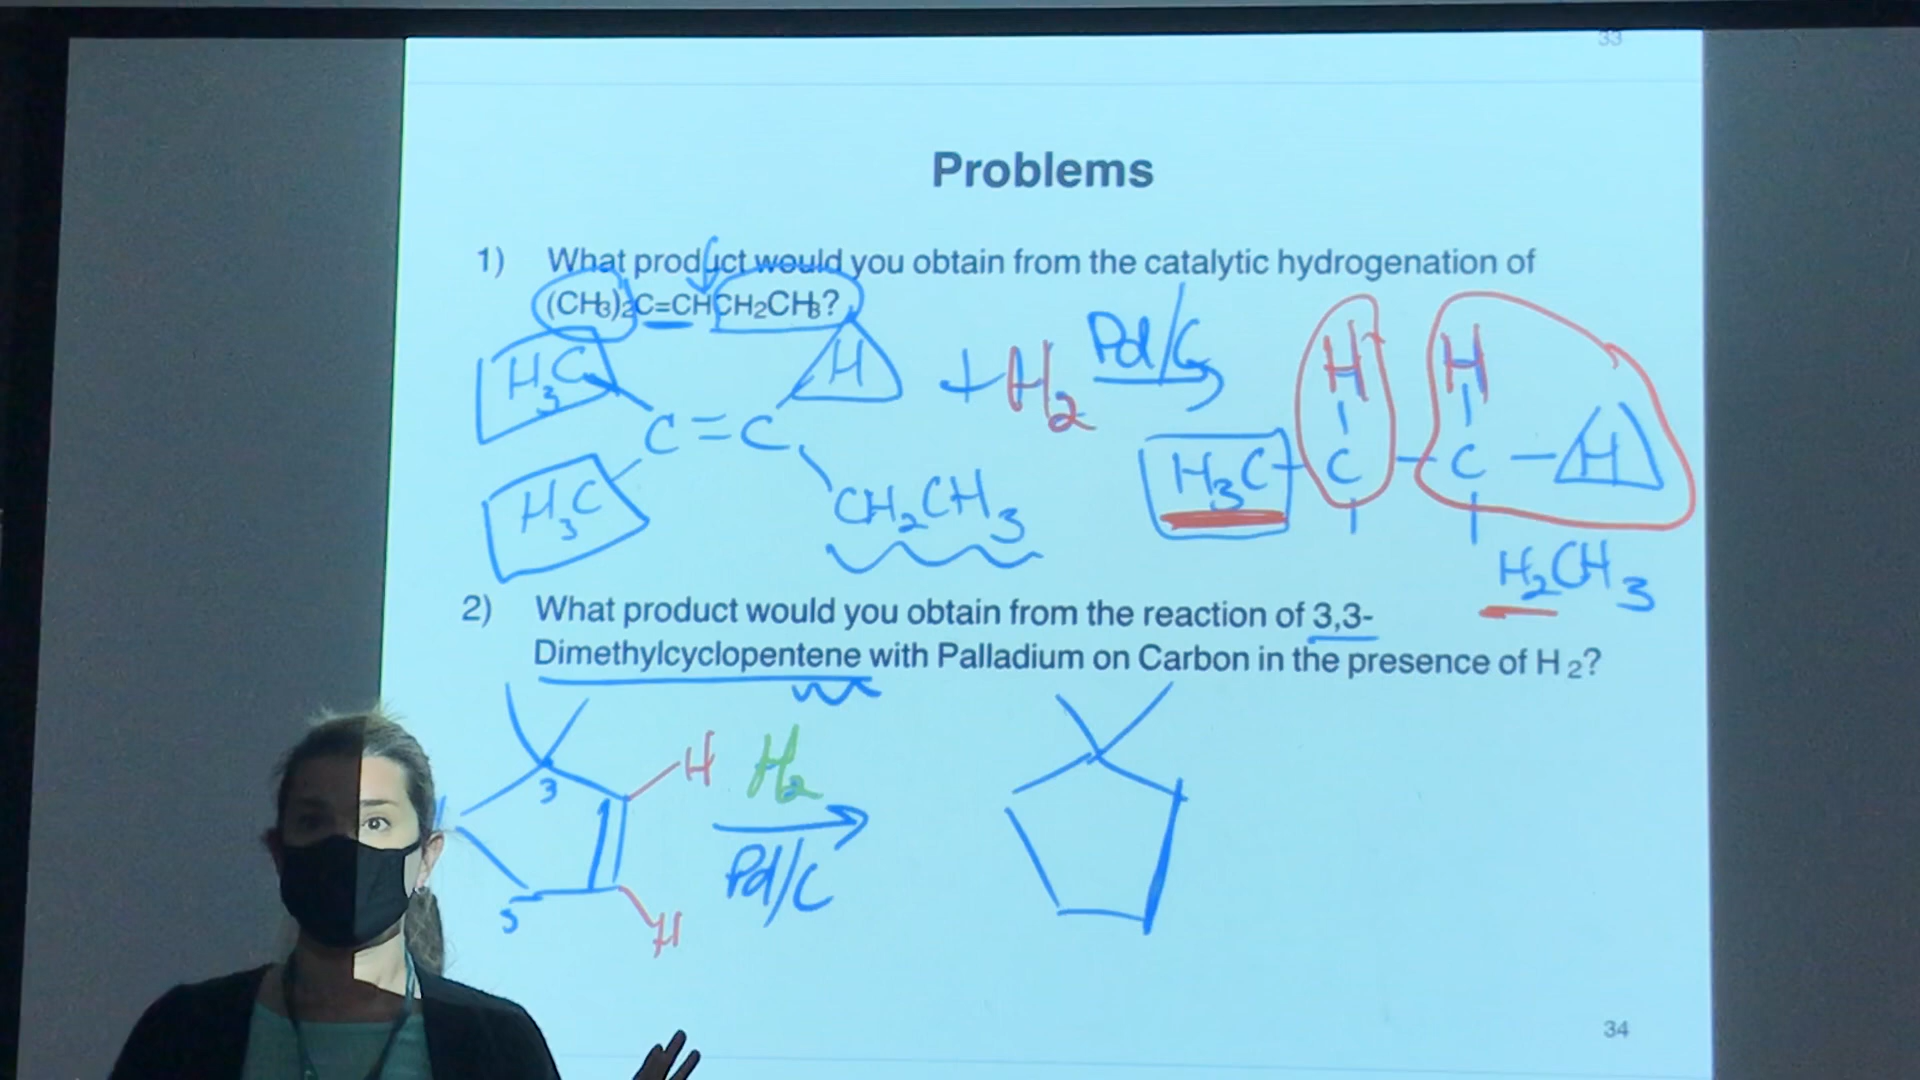 33
Problems
1) What product would you obtain from the catalytic hydrogenation of
(CH3)2C=CHCH2CH3?
H3C H + H2 Pd/C H H
C=C H3C - C - C - H
H3C CH2CH3
H2CH3
2) What product would you obtain from the reaction of 3,3-
Dimethylcyclopentene with Palladium on Carbon in the presence of H2?
3 H H2
Pd/C
5 H
34